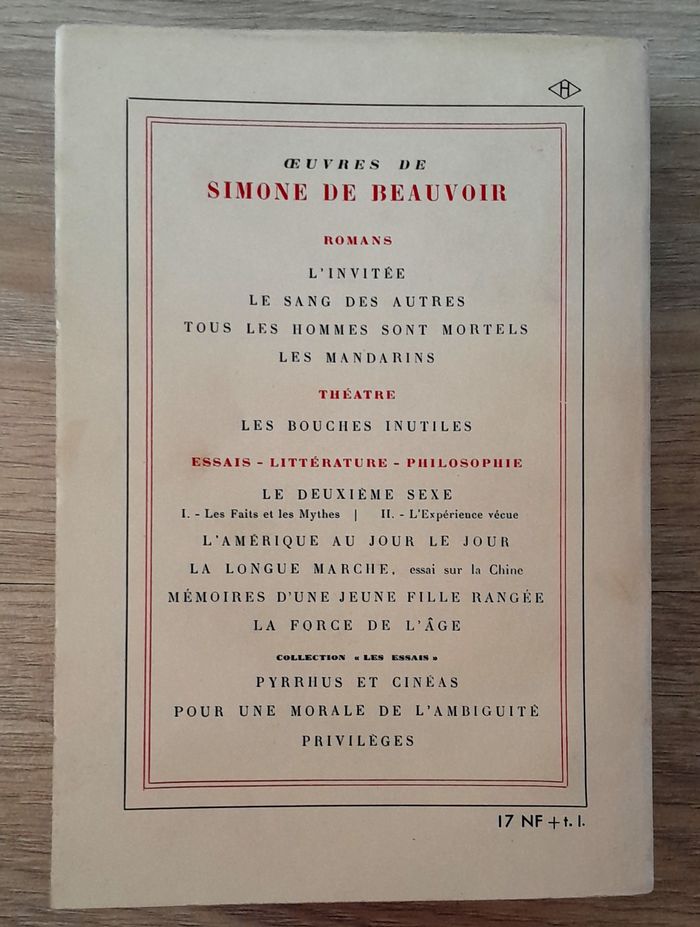 H
ŒUVRES DE
SIMONE DE BEAUVOIR
ROMANS
L'INVITÉE
LE SANG DES AUTRES
TOUS LES HOMMES SONT MORTELS
LES MANDARINS
THÉATRE
LES BOUCHES INUTILES
ESSAIS - LITTÉRATURE - PHILOSOPHIE
LE DEUXIÈME SEXE
I. - Les Faits et les Mythes | II. - L'Expérience vécue
L'AMÉRIQUE AU JOUR LE JOUR
LA LONGUE MARCHE, essai sur la Chine
MÉMOIRES D'UNE JEUNE FILLE RANGÉE
LA FORCE DE L'ÂGE
COLLECTION « LES ESSAIS »
PYRRHUS ET CINÉAS
POUR UNE MORALE DE L'AMBIGUITÉ
PRIVILÈGES
17 NF + t. l.